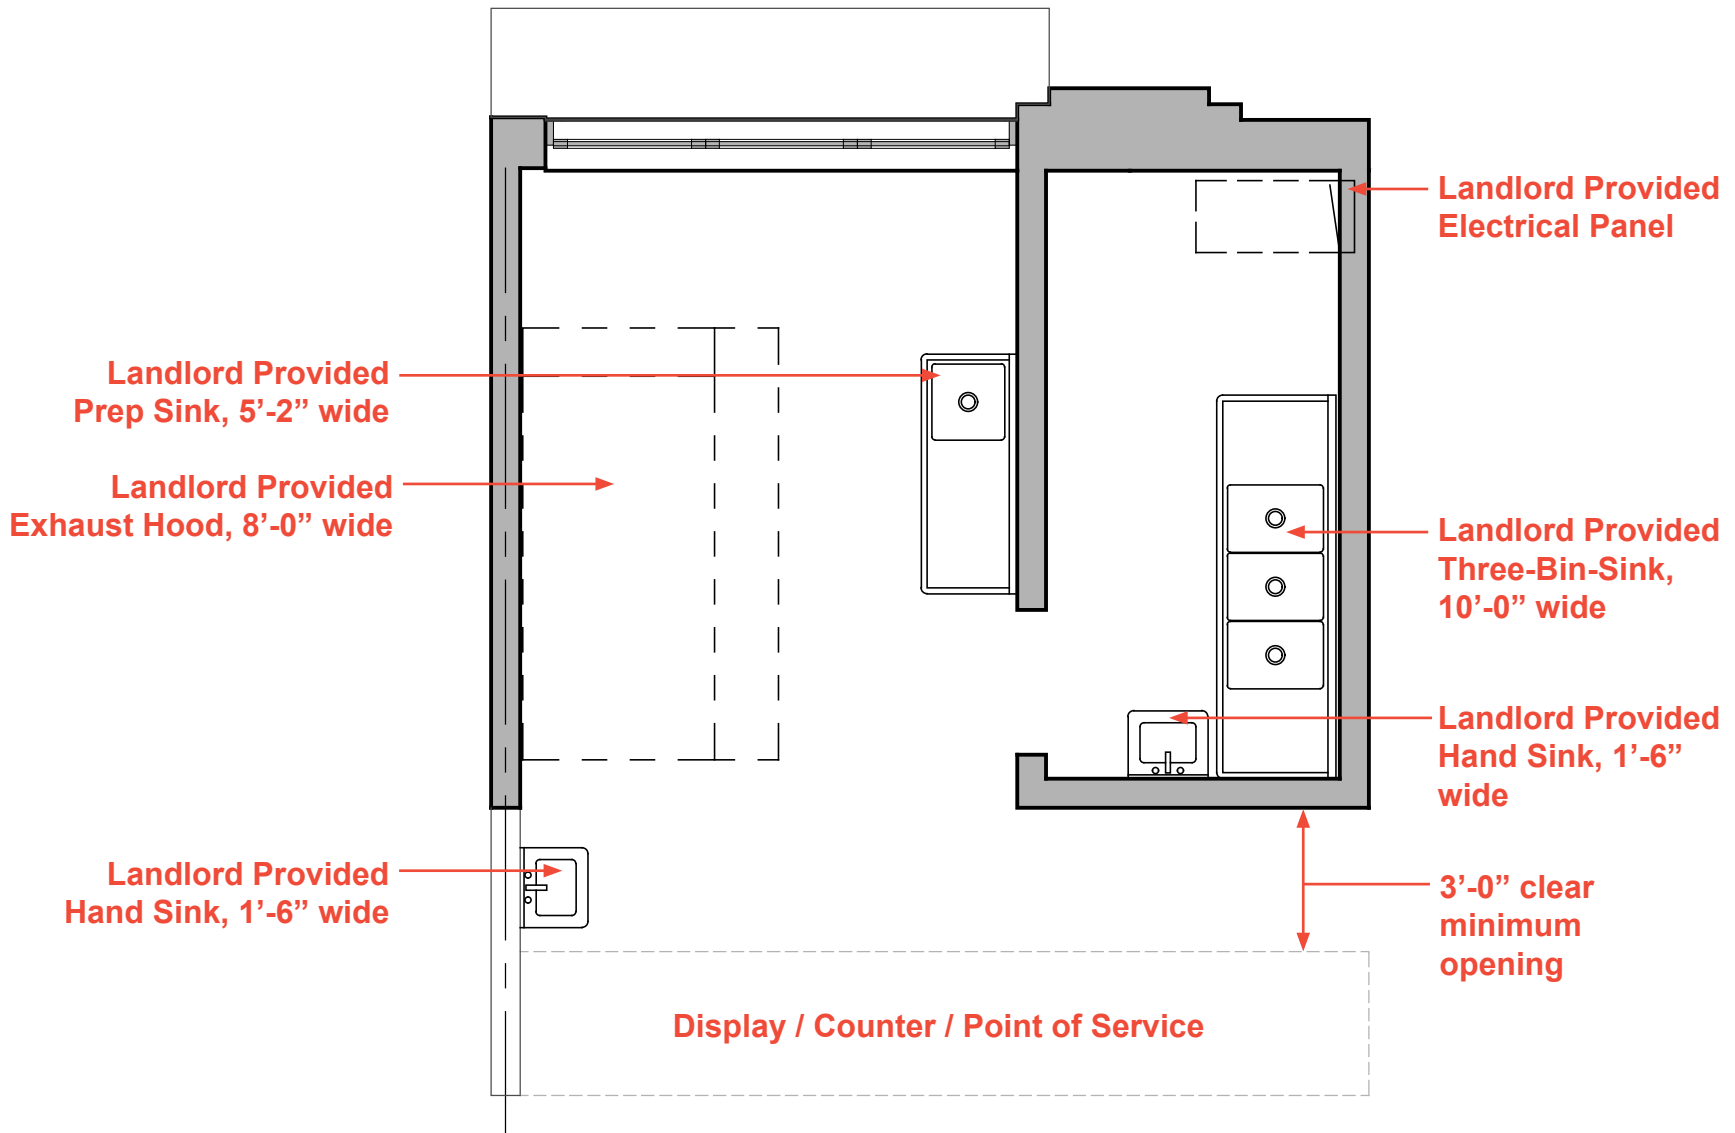 Landlord Provided
Electrical Panel
Landlord Provided
Prep Sink, 5’-2” wide
Landlord Provided
Exhaust Hood, 8’-0” wide
Landlord Provided
Three-Bin-Sink,
10’-0” wide
Landlord Provided
Hand Sink, 1’-6”
wide
Landlord Provided
Hand Sink, 1’-6” wide
3’-0” clear
minimum
opening
Display / Counter / Point of Service